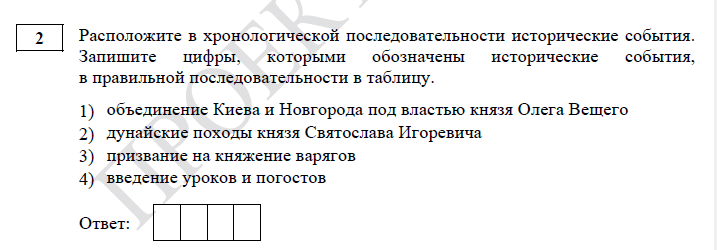 2
Расположите в хронологической последовательности исторические события.
Запишите цифры, которыми обозначены исторические события,
в правильной последовательности в таблицу.
1) объединение Киева и Новгорода под властью князя Олега Вещего
2) дунайские походы князя Святослава Игоревича
3) призвание на княжение варягов
4) введение уроков и погостов
Ответ:
ПРОЕКТ